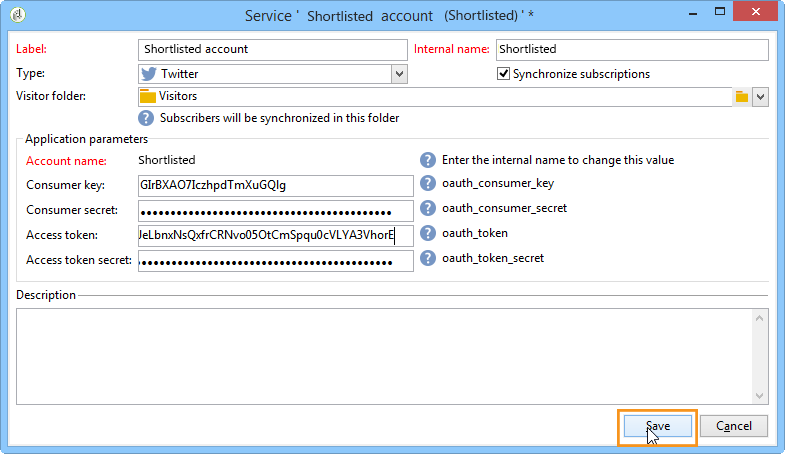 Service ' Shortlisted account (Shortlisted) ' *
Label: Shortlisted account Internal name: Shortlisted
Type: Twitter Synchronize subscriptions
Visitor folder: Visitors
? Subscribers will be synchronized in this folder
Application parameters
Account name: Shortlisted ? Enter the internal name to change this value
Consumer key: GIrBXAO7IczhpdTmXuGQIg ? oauth_consumer_key
Consumer secret: ? oauth_consumer_secret
Access token: JeLbnxNsQxfrCRNvo05OtCmSpqu0cVLYA3VhorE ? oauth_token
Access token secret: ? oauth_token_secret
Description
Save Cancel